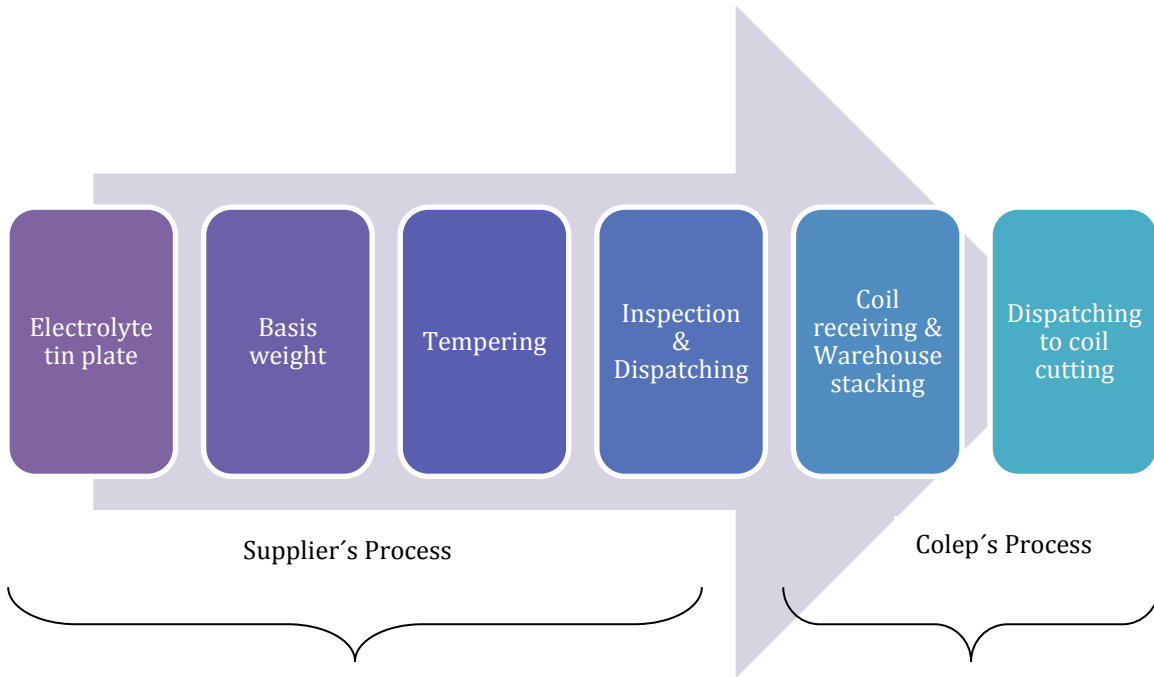 Electrolyte
tin plate
Basis
weight
Tempering
Inspection
&
Dispatching
Coil
receiving &
Warehouse
stacking
Dispatching
to coil
cutting
Supplier´s Process
Colep´s Process